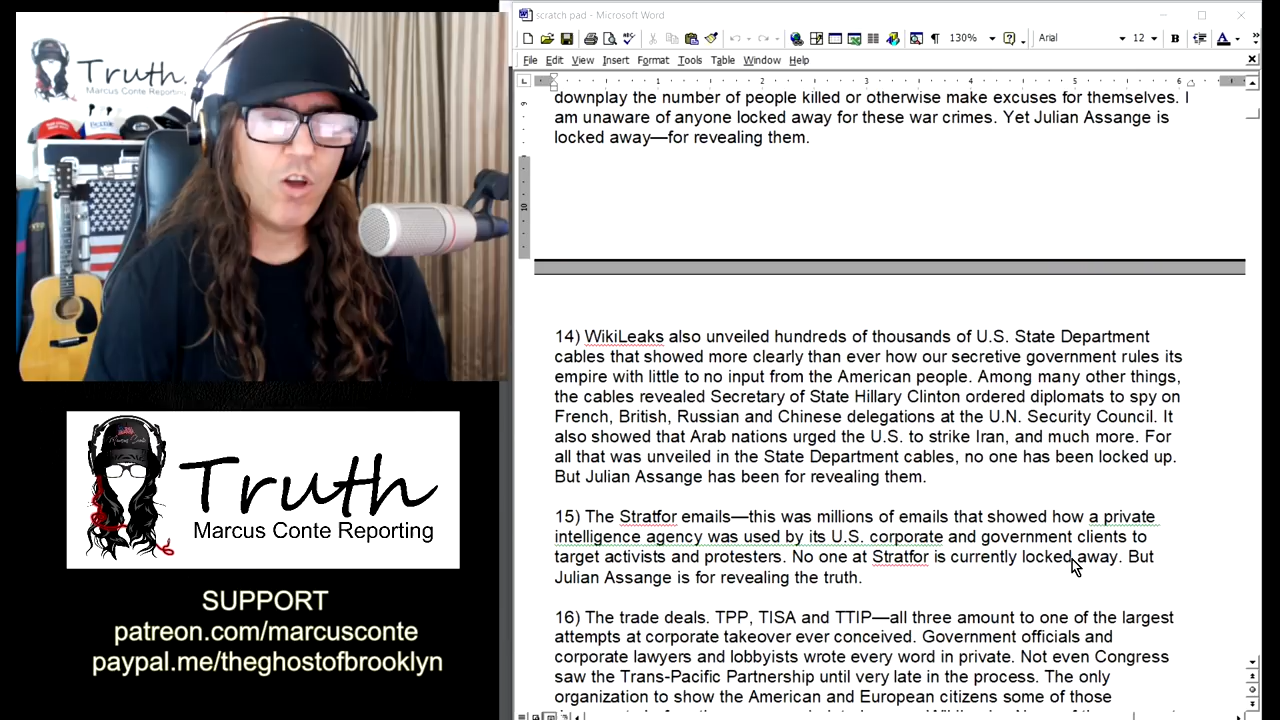 Truth.
Marcus Conte Reporting
scratch pad - Microsoft Word
130%
Arial
12
B
A
File Edit View Insert Format Tools Table Window Help
1 2 3 4 5 6
9
downplay the number of people killed or otherwise make excuses for themselves. I
am unaware of anyone locked away for these war crimes. Yet Julian Assange is
locked away—for revealing them.
10
14) WikiLeaks also unveiled hundreds of thousands of U.S. State Department
cables that showed more clearly than ever how our secretive government rules its
empire with little to no input from the American people. Among many other things,
the cables revealed Secretary of State Hillary Clinton ordered diplomats to spy on
French, British, Russian and Chinese delegations at the U.N. Security Council. It
also showed that Arab nations urged the U.S. to strike Iran, and much more. For
all that was unveiled in the State Department cables, no one has been locked up.
But Julian Assange has been for revealing them.
15) The Stratfor emails—this was millions of emails that showed how a private
intelligence agency was used by its U.S. corporate and government clients to
target activists and protesters. No one at Stratfor is currently locked away. But
Julian Assange is for revealing the truth.
16) The trade deals. TPP, TISA and TTIP—all three amount to one of the largest
attempts at corporate takeover ever conceived. Government officials and
corporate lawyers and lobbyists wrote every word in private. Not even Congress
saw the Trans-Pacific Partnership until very late in the process. The only
organization to show the American and European citizens some of those
Truth
Marcus Conte Reporting
SUPPORT
patreon.com/marcusconte
paypal.me/theghostofbrooklyn